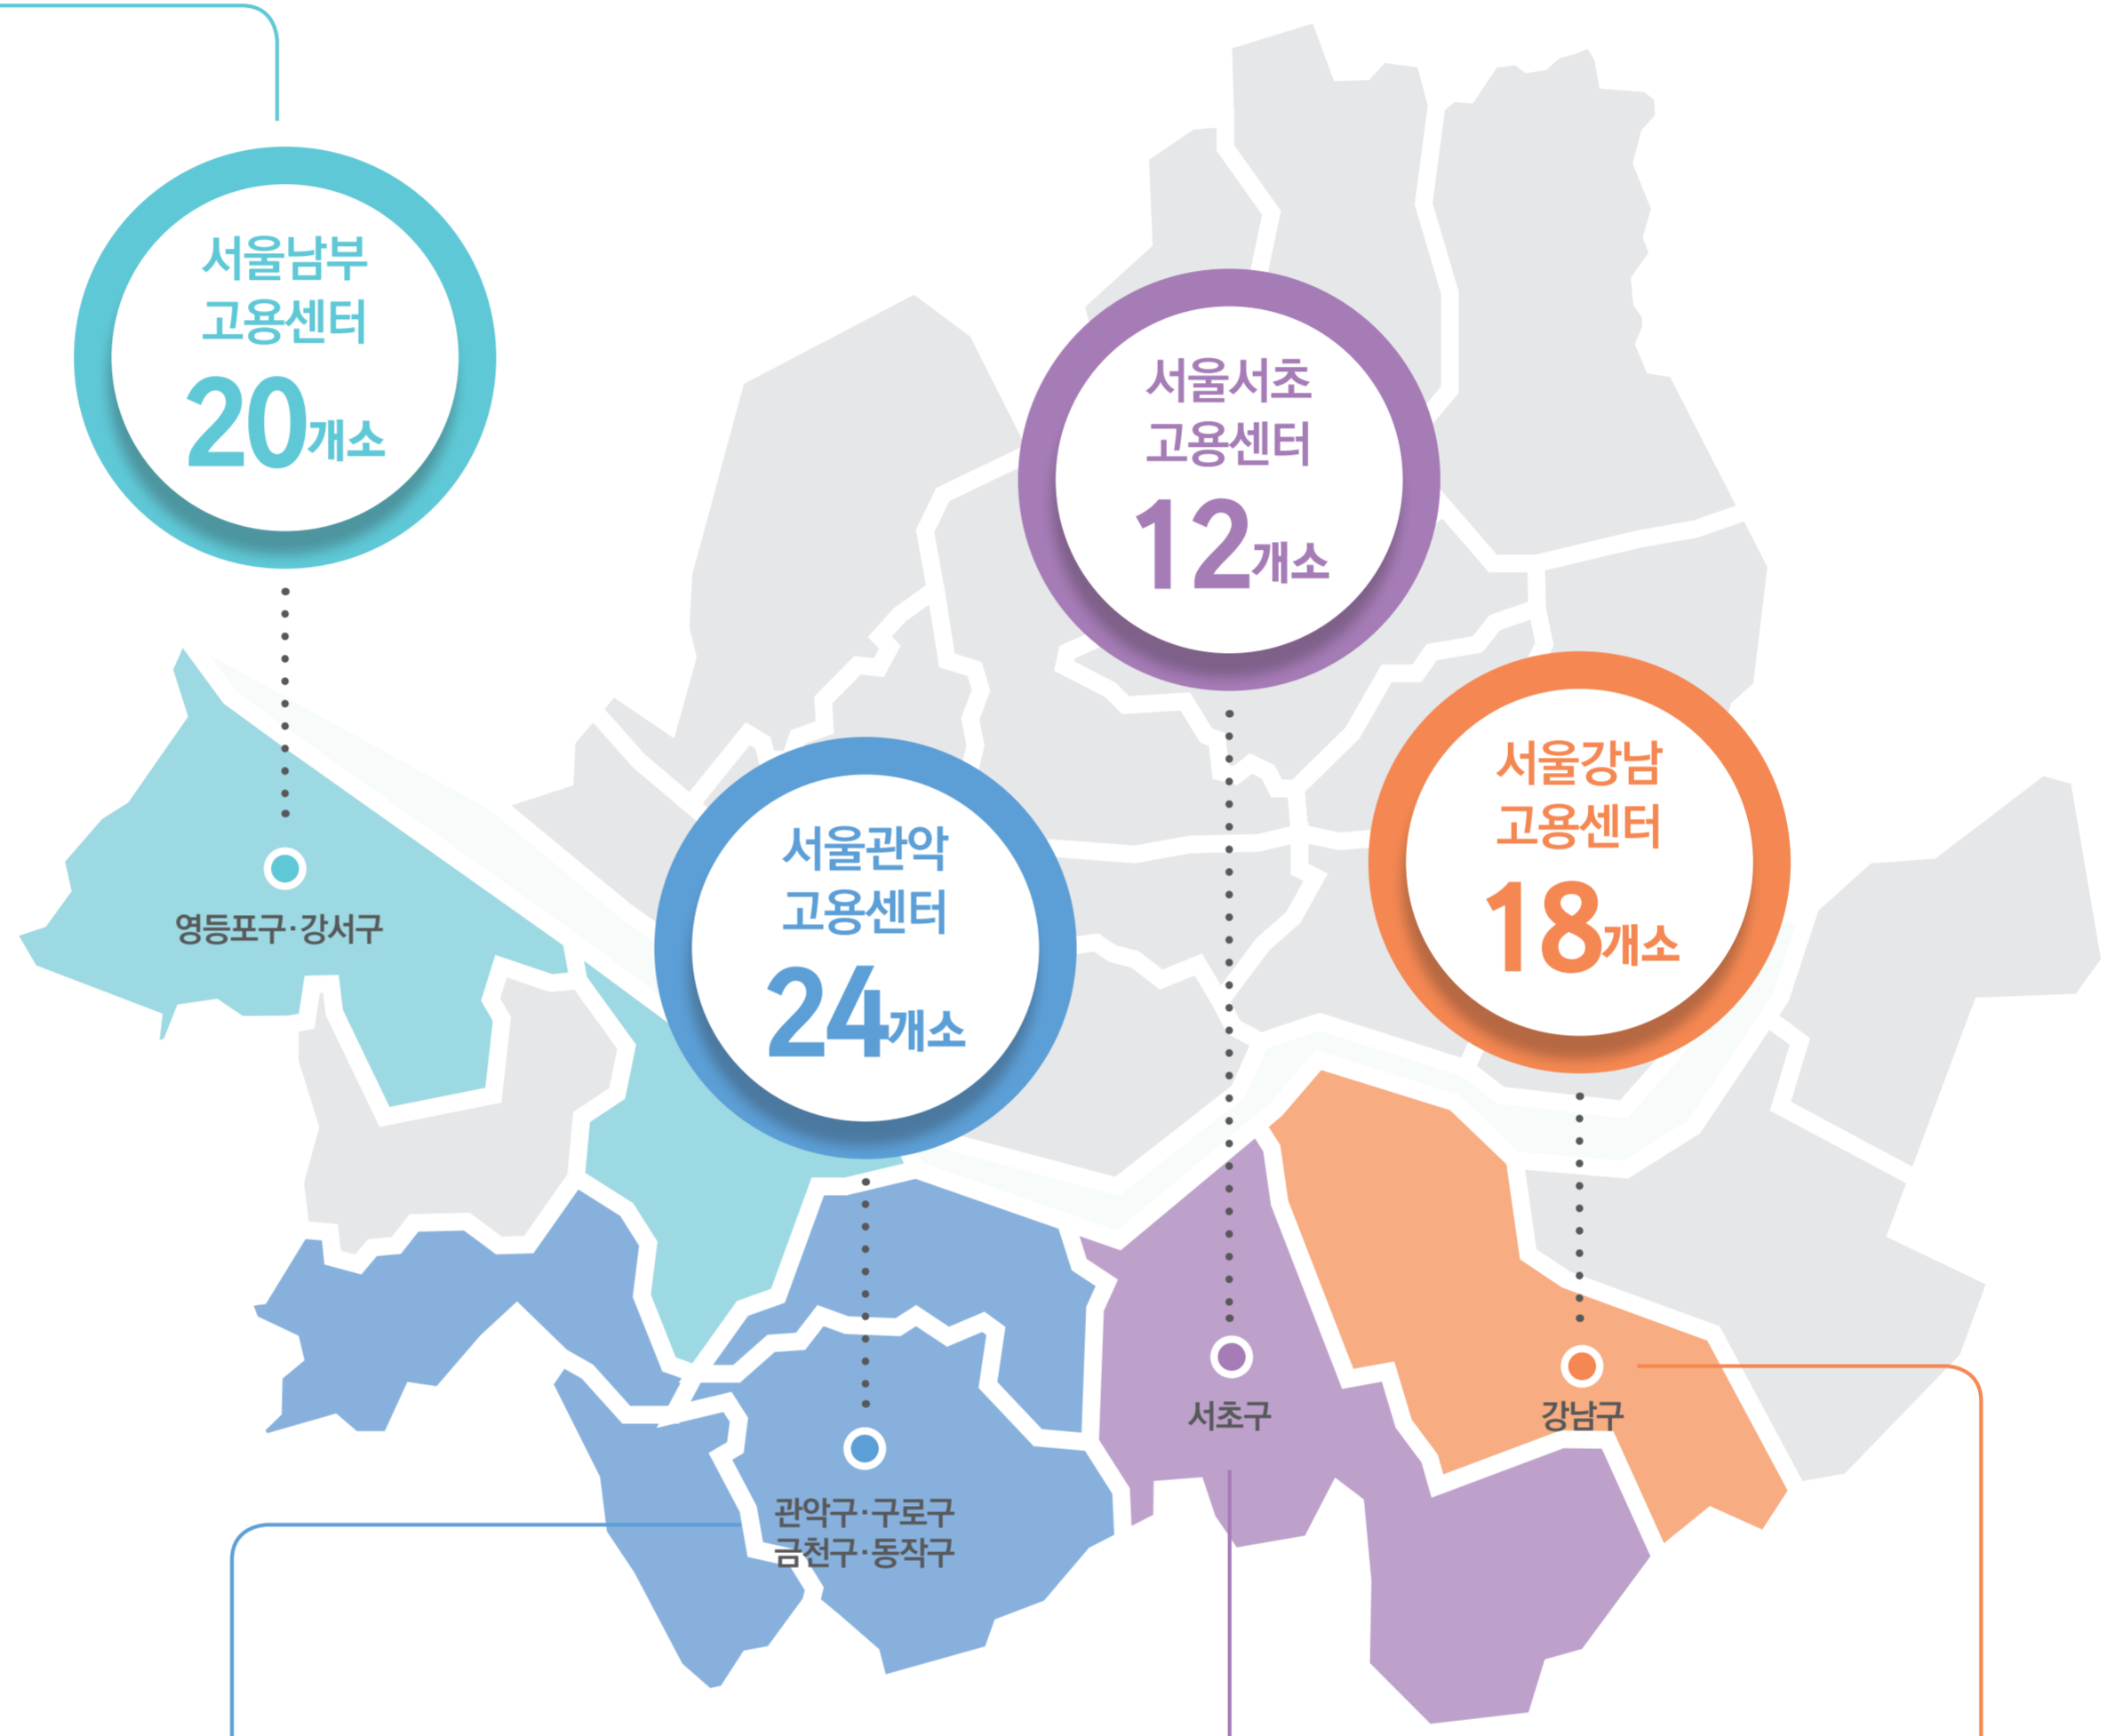 서울남부
고용센터
20개소
영등포구·강서구
서울서초
고용센터
12개소
서초구
서울관악
고용센터
24개소
관악구·구로구
금천구·동작구
서울강남
고용센터
18개소
강남구